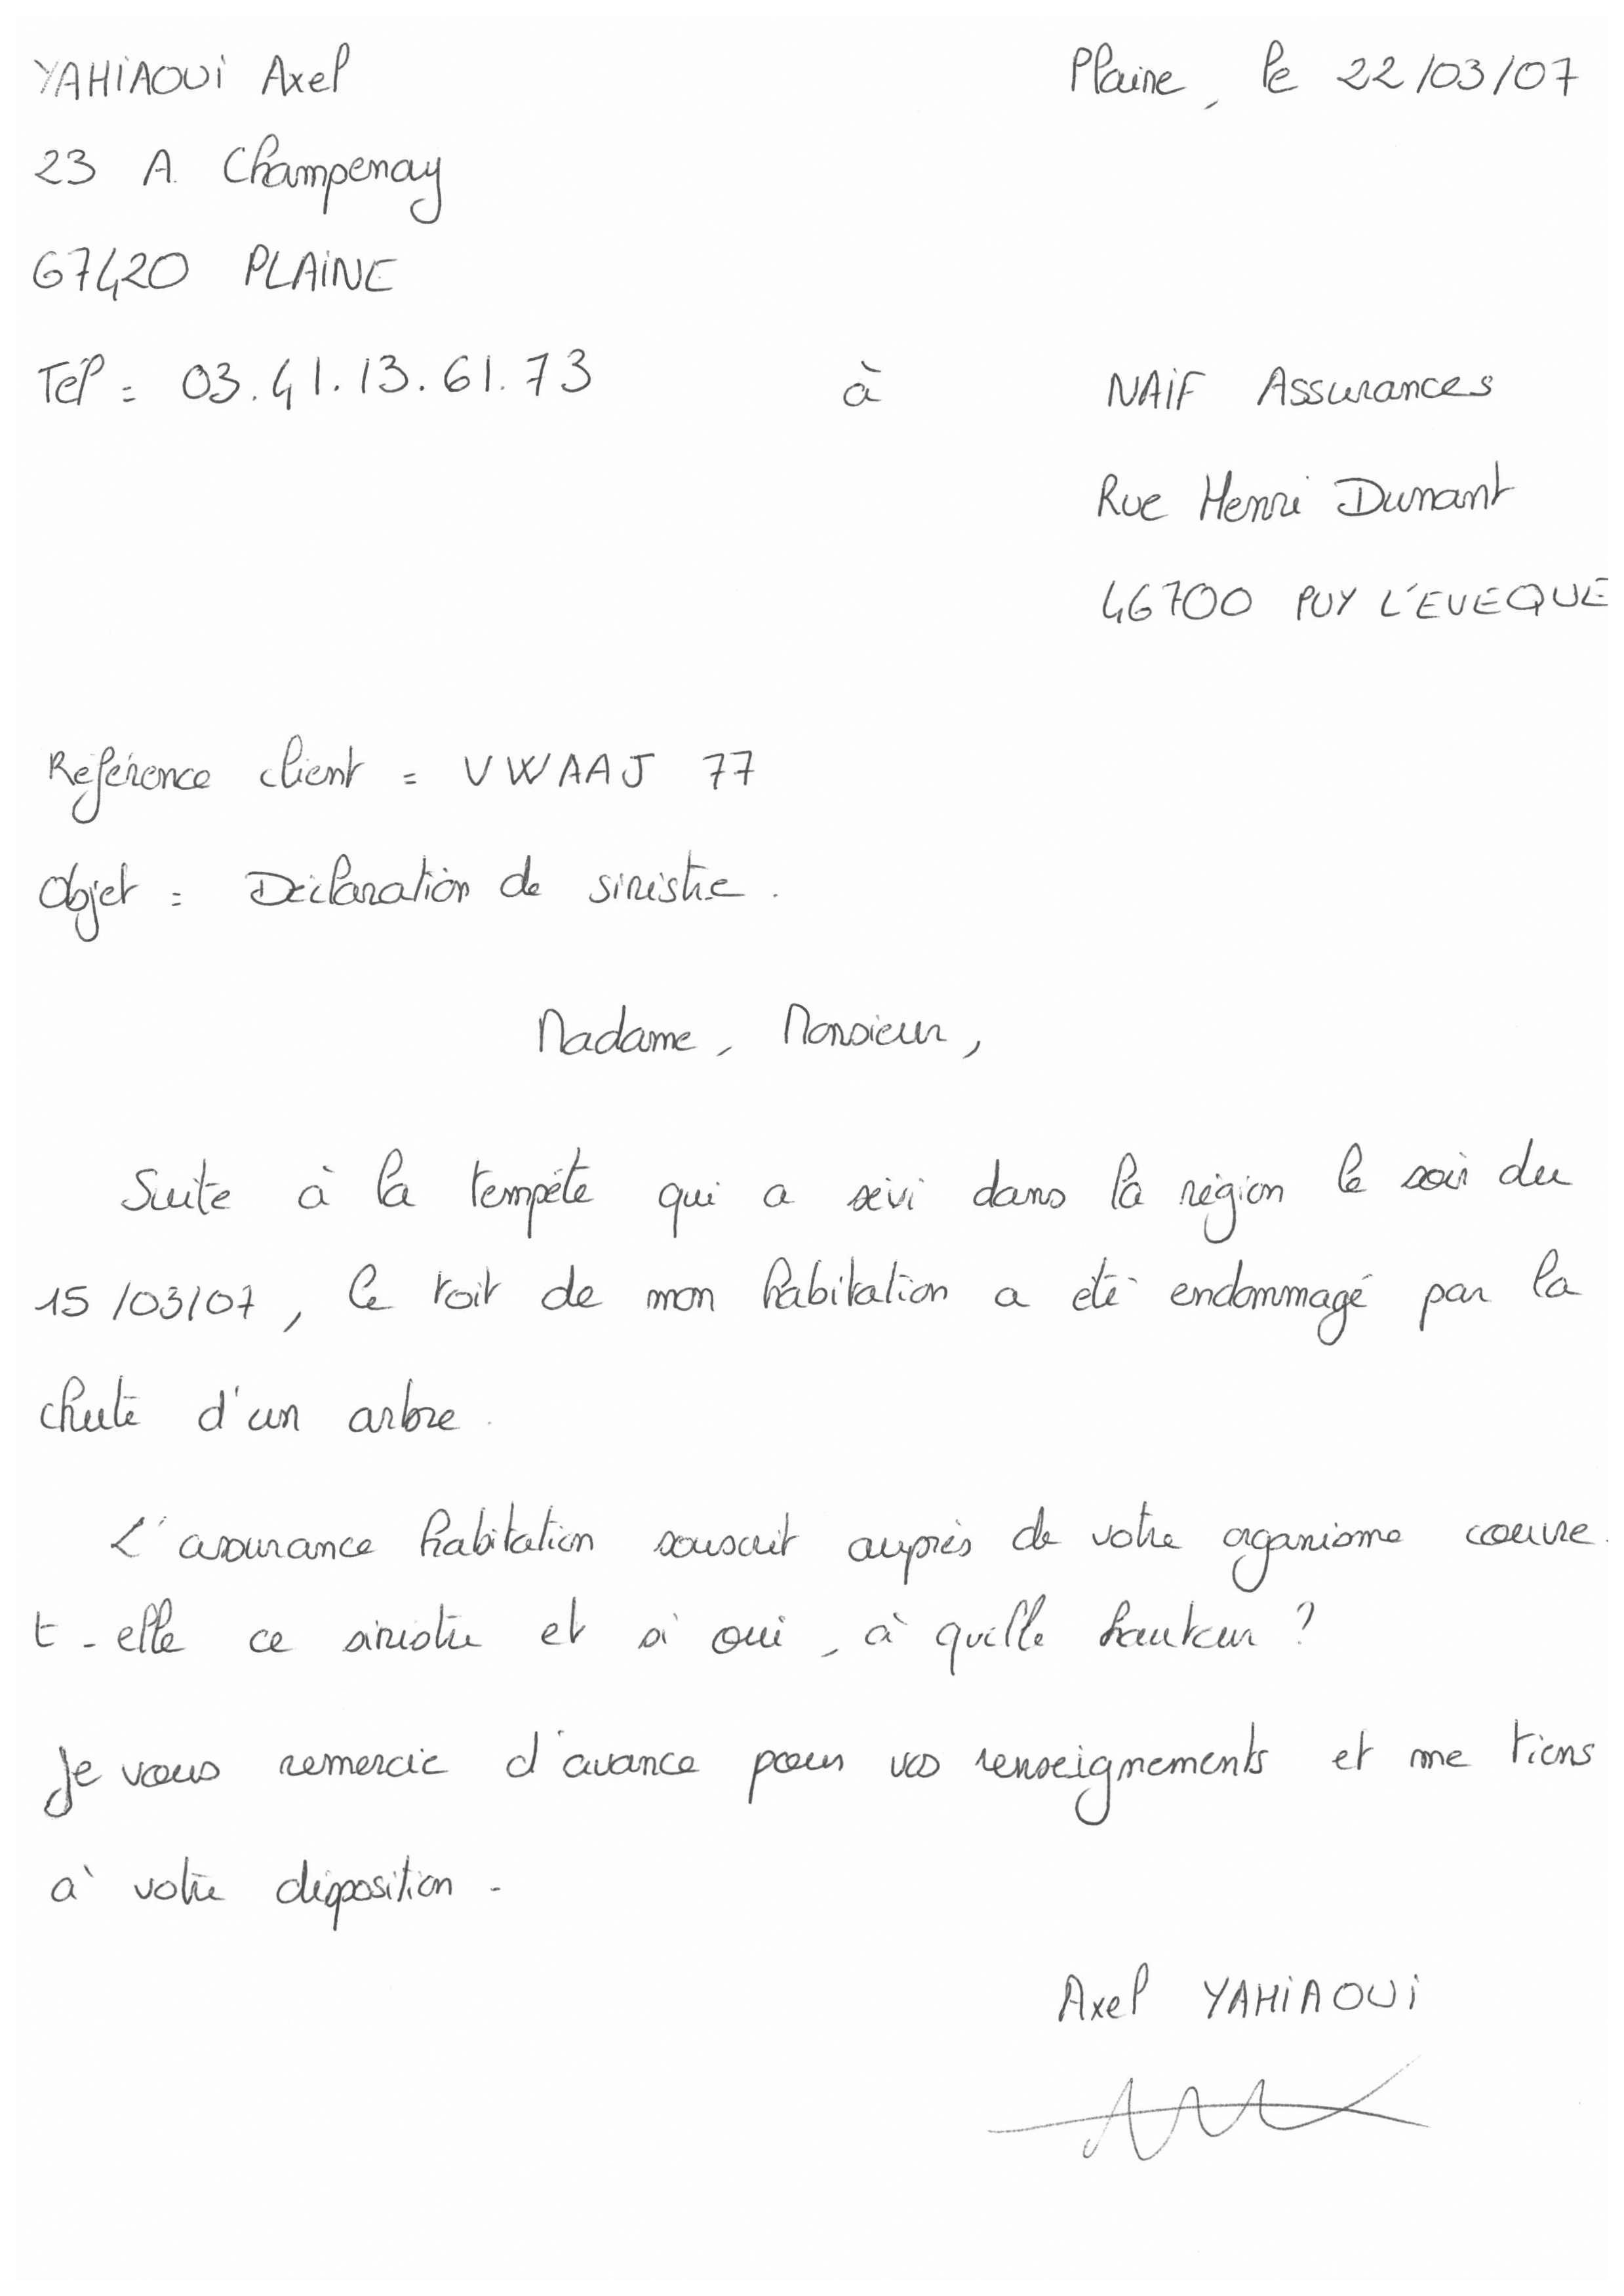 YAHIAOUI Axel
Plaine, le 22/03/07
23 A Champenay
67420 PLAINE
Tél : 03.41.13.61.73
à
NAIF Assurances
Rue Henri Dunant
46700 PUY L'EVEQUE
Référence client : VWAAJ 77
Objet : Déclaration de sinistre.
Madame, Monsieur,
Suite à la tempête qui a sévi dans la région le soir du
15/03/07, le toit de mon habitation a été endommagé par la
chute d'un arbre.
L'assurance habitation souscrit auprès de votre organisme couvre-
t-elle ce sinistre et si oui, à quelle hauteur ?
Je vous remercie d'avance pour vos renseignements et me tiens
à votre disposition.
Axel YAHIAOUI